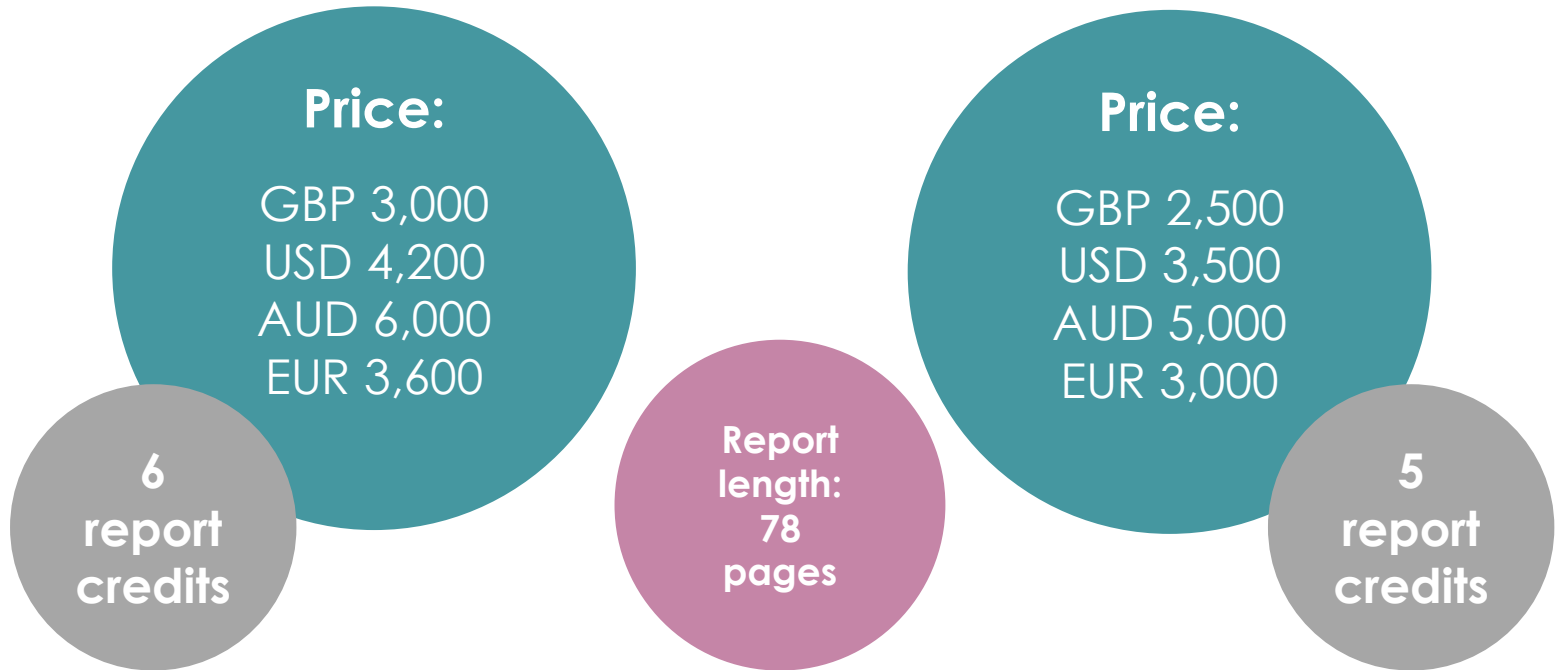 Price:
GBP 3,000
USD 4,200
AUD 6,000
EUR 3,600
6
report
credits
Report
length:
78
pages
Price:
GBP 2,500
USD 3,500
AUD 5,000
EUR 3,000
5
report
credits